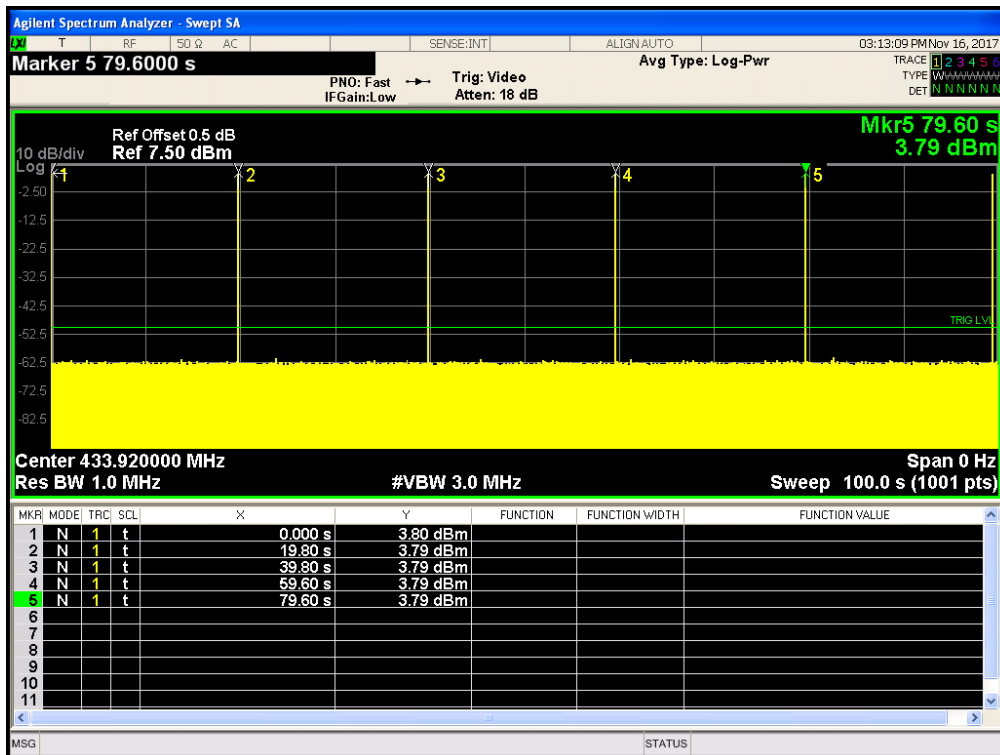 Agilent Spectrum Analyzer - Swept SA
LXI T RF 50 Ω AC SENSE:INT ALIGN AUTO 03:13:09 PM Nov 16, 2017
Marker 5 79.6000 s
PNO: Fast
IFGain:Low
Trig: Video
Atten: 18 dB
Avg Type: Log-Pwr
TRACE 1 2 3 4 5 6
TYPE
DET N N N N N N
Mkr5 79.60 s
3.79 dBm
10 dB/div
Log
Ref Offset 0.5 dB
Ref 7.50 dBm
1 2 3 4 5
-2.50
-12.5
-22.5
-32.5
-42.5
TRIG LVL
-52.5
-62.5
-72.5
-82.5
Center 433.920000 MHz Span 0 Hz
Res BW 1.0 MHz #VBW 3.0 MHz Sweep 100.0 s (1001 pts)
MKR MODE TRC SCL X Y FUNCTION FUNCTION WIDTH FUNCTION VALUE
1 N 1 t 0.000 s 3.80 dBm
2 N 1 t 19.80 s 3.79 dBm
3 N 1 t 39.80 s 3.79 dBm
4 N 1 t 59.60 s 3.79 dBm
5 N 1 t 79.60 s 3.79 dBm
6
7
8
9
10
11
MSG STATUS